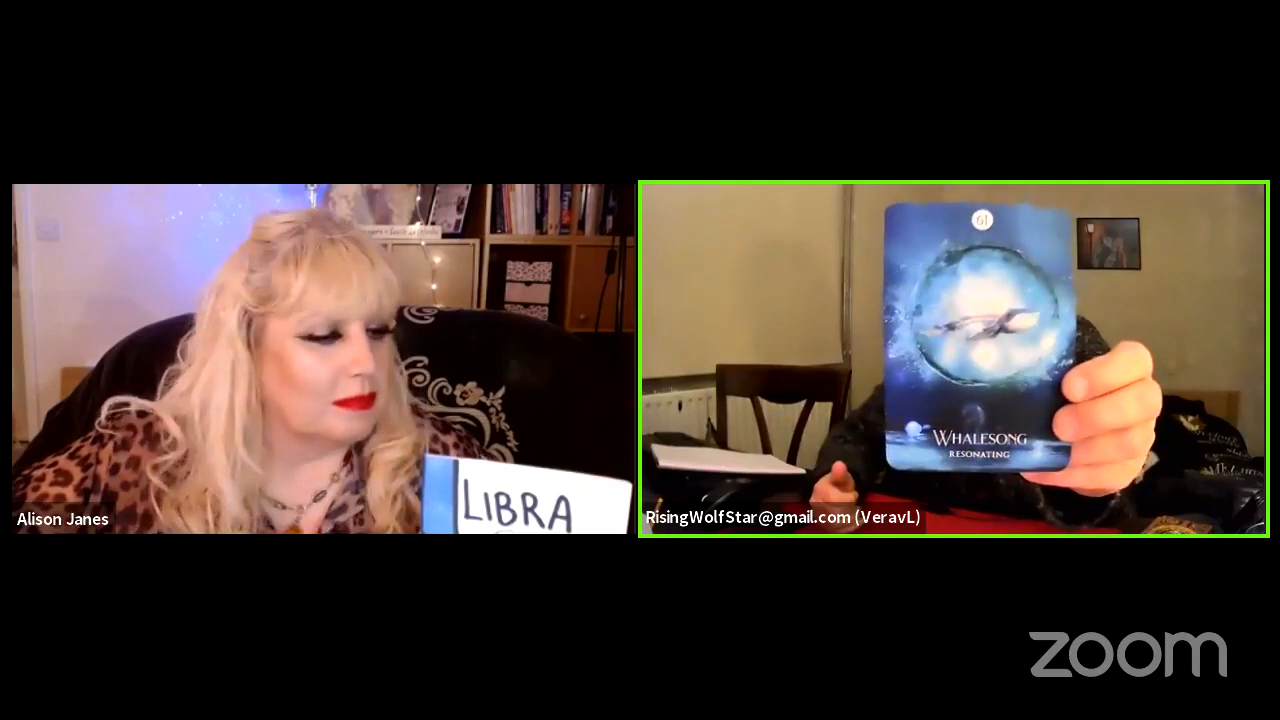 LIBRA
Alison Janes
61
WHALESONG
RESONATING
RisingWolfStar@gmail.com (VeravL)
zoom